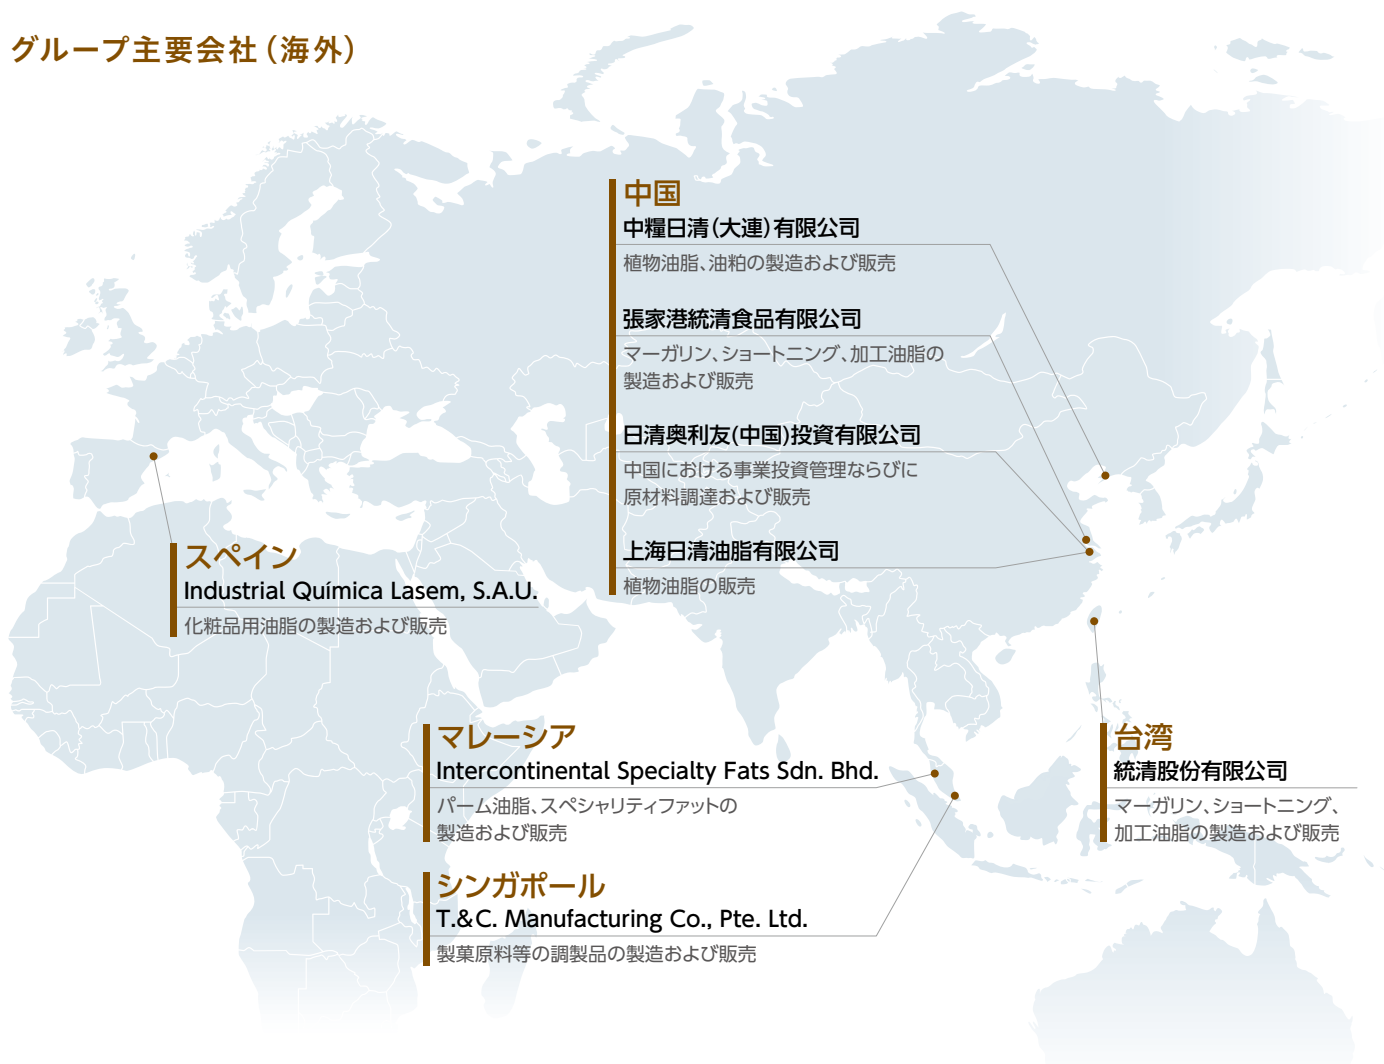 グループ主要会社（海外）
中国
中糧日清（大連）有限公司
植物油脂、油粕の製造および販売
張家港統清食品有限公司
マーガリン、ショートニング、加工油脂の
製造および販売
日清奥利友(中国)投資有限公司
中国における事業投資管理ならびに
原材料調達および販売
上海日清油脂有限公司
植物油脂の販売
スペイン
Industrial Química Lasem, S.A.U.
化粧品用油脂の製造および販売
マレーシア
Intercontinental Specialty Fats Sdn. Bhd.
パーム油脂、スペシャリティファットの
製造および販売
台湾
統清股份有限公司
マーガリン、ショートニング、
加工油脂の製造および販売
シンガポール
T.&C. Manufacturing Co., Pte. Ltd.
製菓原料等の調製品の製造および販売